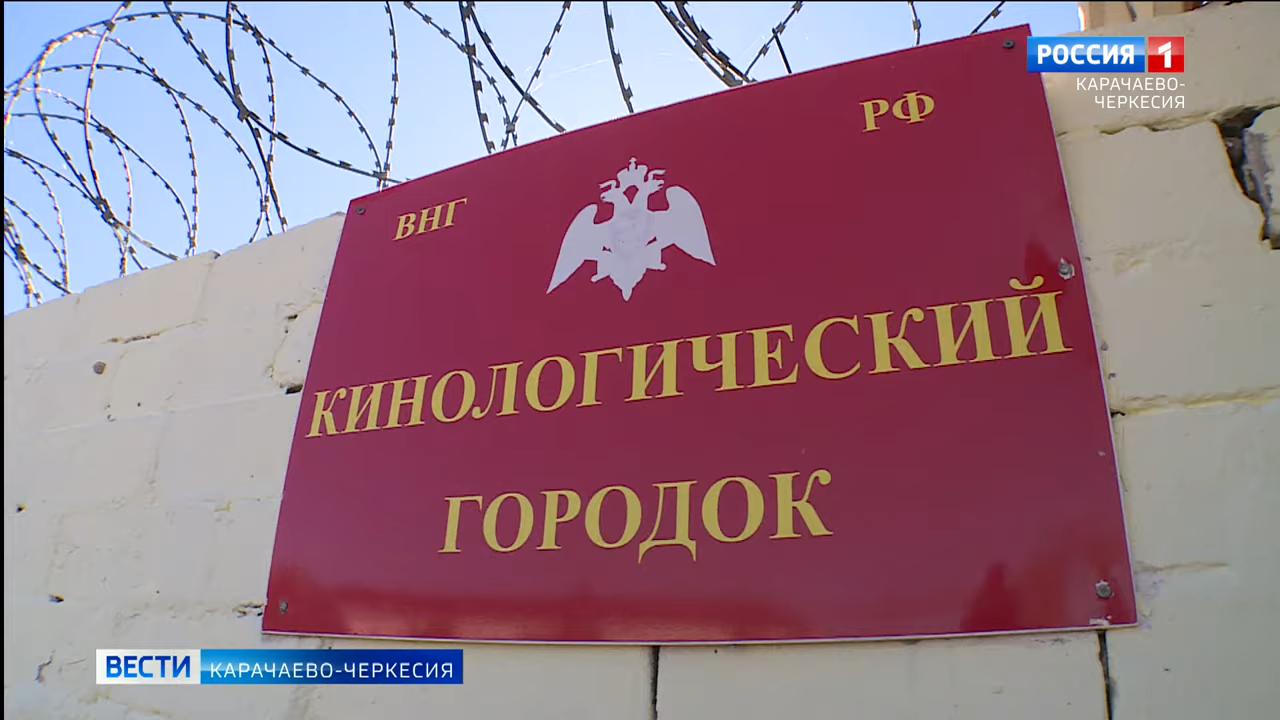 РОССИЯ 1
КАРАЧАЕВО-
ЧЕРКЕСИЯ
ВНГ РФ
КИНОЛОГИЧЕСКИЙ
ГОРОДОК
ВЕСТИ КАРАЧАЕВО-ЧЕРКЕСИЯ